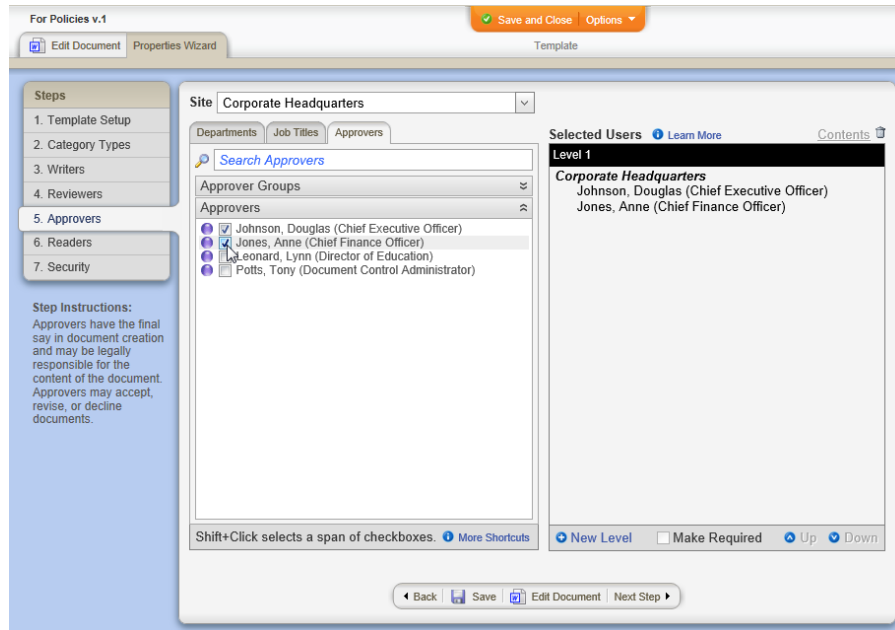 For Policies v.1
Save and Close Options
Edit Document Properties Wizard
Template
Steps
1. Template Setup
2. Category Types
3. Writers
4. Reviewers
5. Approvers
6. Readers
7. Security
Step Instructions:
Approvers have the final
say in document creation
and may be legally
responsible for the
content of the document.
Approvers may accept,
revise, or decline
documents.
Site Corporate Headquarters
Departments Job Titles Approvers
Search Approvers
Approver Groups
Approvers
Johnson, Douglas (Chief Executive Officer)
Jones, Anne (Chief Finance Officer)
Leonard, Lynn (Director of Education)
Potts, Tony (Document Control Administrator)
Shift+Click selects a span of checkboxes. More Shortcuts
Selected Users Learn More Contents
Level 1
Corporate Headquarters
Johnson, Douglas (Chief Executive Officer)
Jones, Anne (Chief Finance Officer)
New Level Make Required Up Down
Back Save Edit Document Next Step